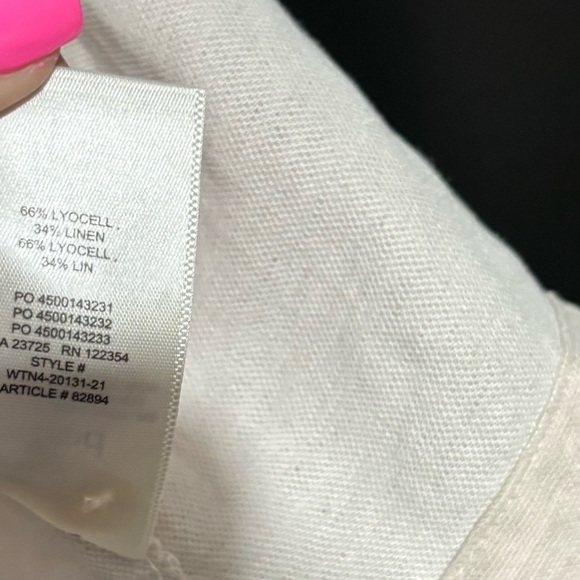 66% LYOCELL,
34% LINEN
66% LYOCELL,
34% LIN
PO 4500143231
PO 4500143232
PO 4500143233
A 23725 RN 122354
STYLE #
WTN4-20131-21
ARTICLE # 82894